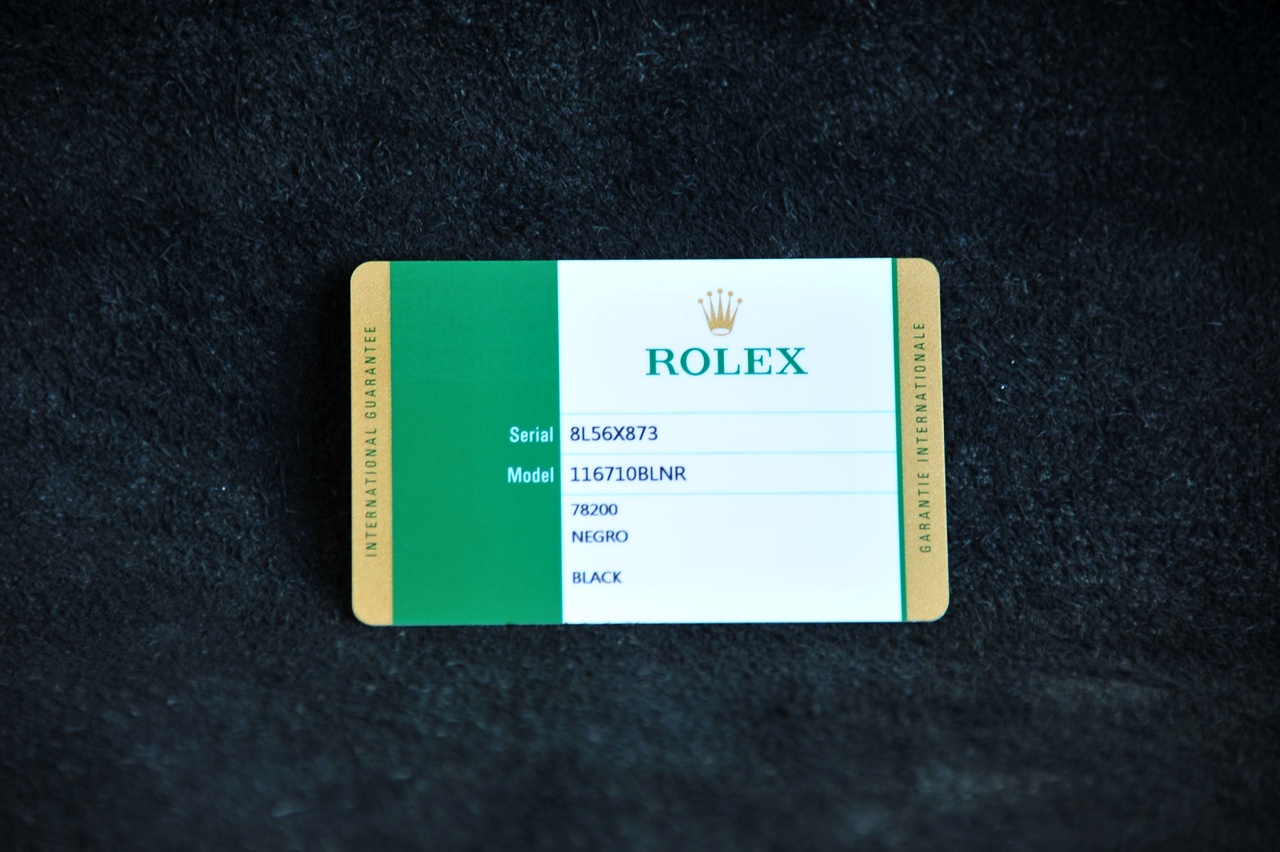 INTERNATIONAL GUARANTEE
ROLEX
Serial 8L56X873
Model 116710BLNR
78200
NEGRO
BLACK
GARANTIE INTERNATIONALE